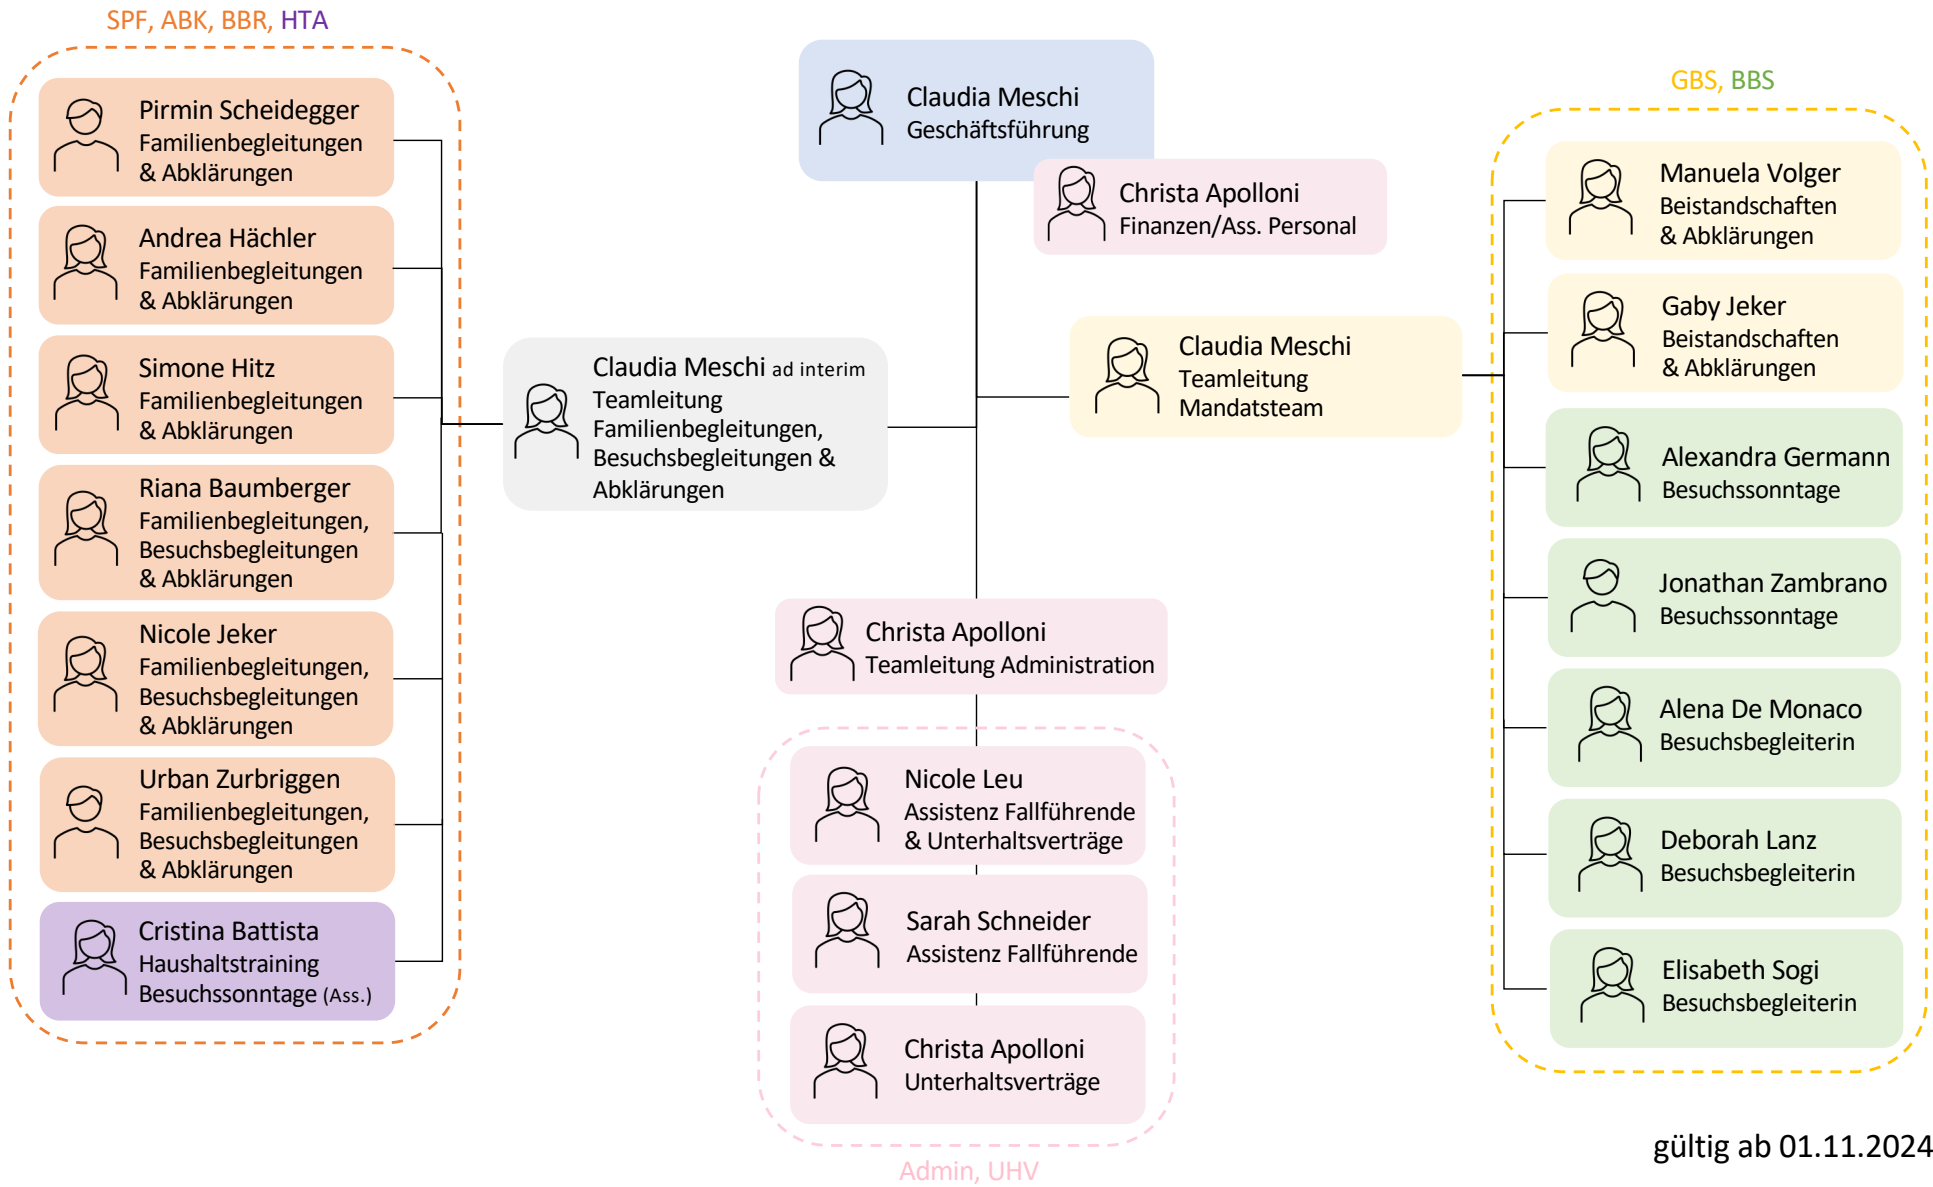 SPF, ABK, BBR, HTA
Pirmin Scheidegger
Familienbegleitungen
& Abklärungen
Andrea Hächler
Familienbegleitungen
& Abklärungen
Simone Hitz
Familienbegleitungen
& Abklärungen
Riana Baumberger
Familienbegleitungen,
Besuchsbegleitungen
& Abklärungen
Nicole Jeker
Familienbegleitungen,
Besuchsbegleitungen
& Abklärungen
Urban Zurbriggen
Familienbegleitungen,
Besuchsbegleitungen
& Abklärungen
Cristina Battista
Haushaltstraining
Besuchssonntage (Ass.)
Claudia Meschi
Geschäftsführung
Christa Apolloni
Finanzen/Ass. Personal
Claudia Meschi ad interim
Teamleitung
Familienbegleitungen,
Besuchsbegleitungen &
Abklärungen
Claudia Meschi
Teamleitung
Mandatsteam
Christa Apolloni
Teamleitung Administration
Nicole Leu
Assistenz Fallführende
& Unterhaltsverträge
Sarah Schneider
Assistenz Fallführende
Christa Apolloni
Unterhaltsverträge
Admin, UHV
GBS, BBS
Manuela Volger
Beistandschaften
& Abklärungen
Gaby Jeker
Beistandschaften
& Abklärungen
Alexandra Germann
Besuchssonntage
Jonathan Zambrano
Besuchssonntage
Alena De Monaco
Besuchsbegleiterin
Deborah Lanz
Besuchsbegleiterin
Elisabeth Sogi
Besuchsbegleiterin
gültig ab 01.11.2024